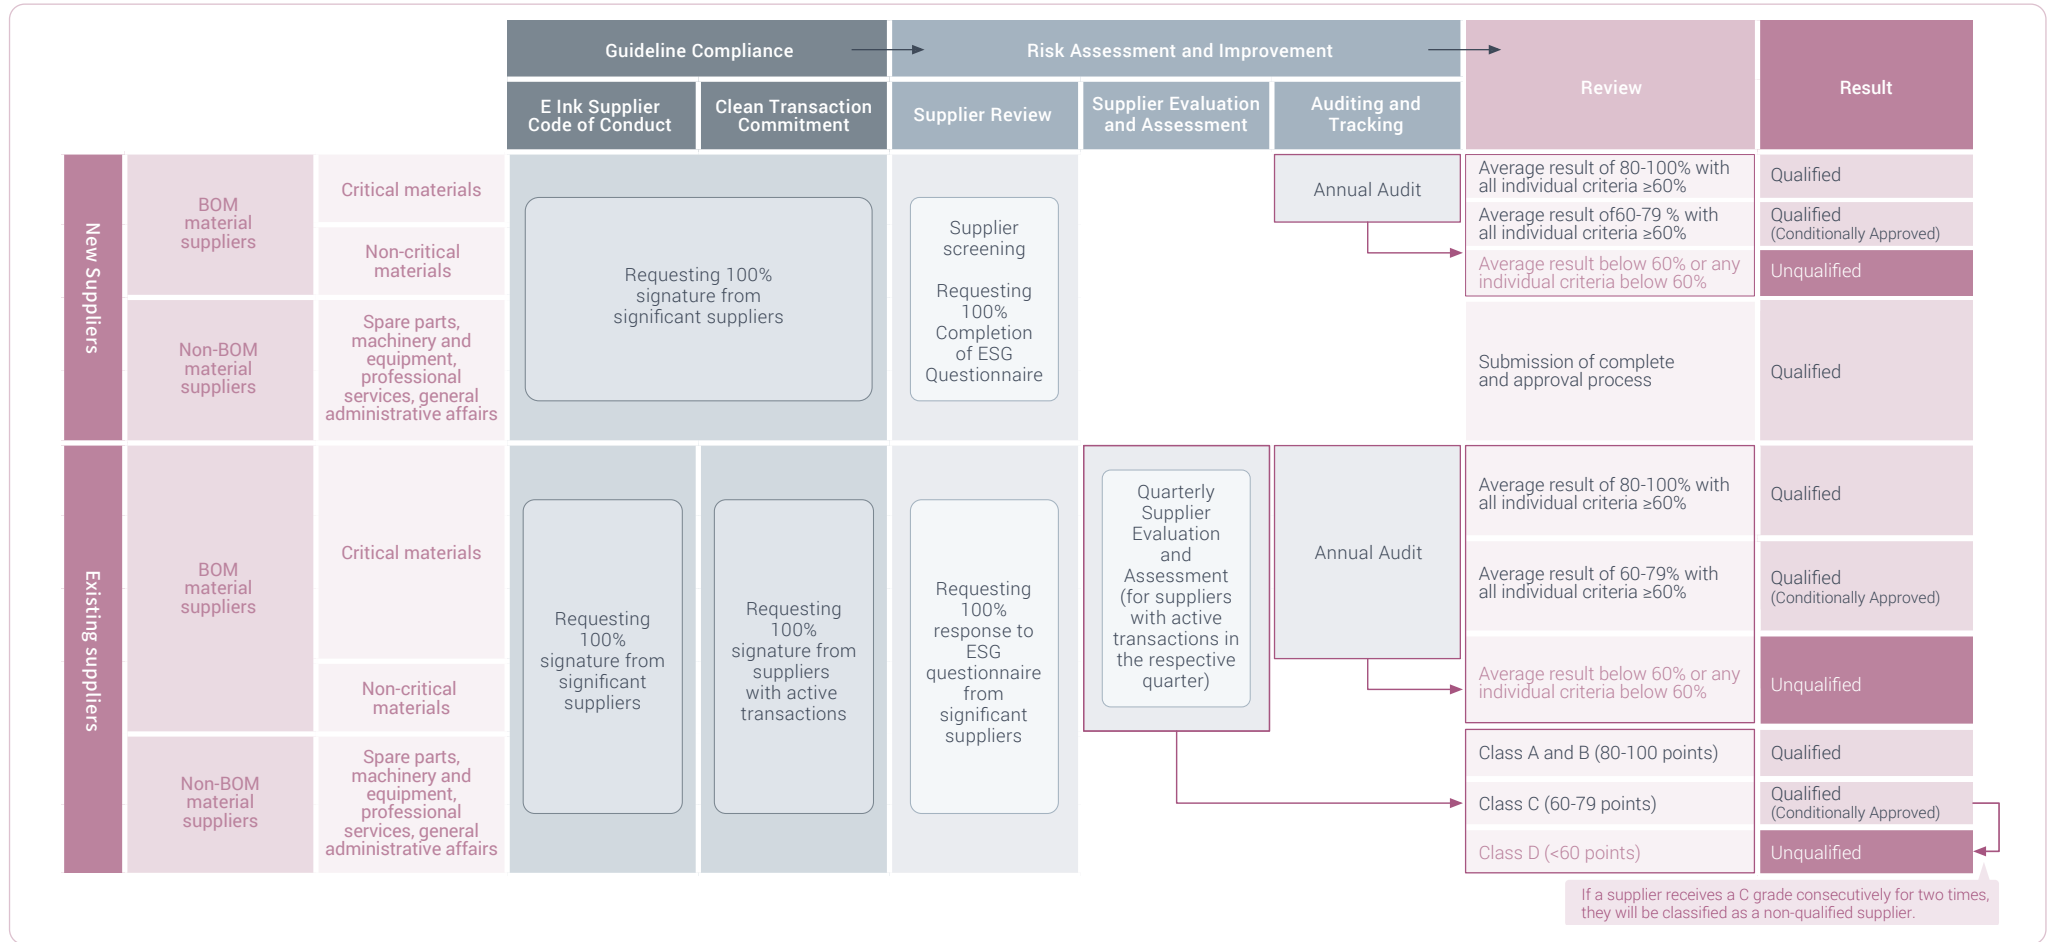 Guideline Compliance
Risk Assessment and Improvement
Review
Result
E Ink Supplier
Code of Conduct
Clean Transaction
Commitment
Supplier Review
Supplier Evaluation
and Assessment
Auditing and
Tracking
New Suppliers
BOM
material
suppliers
Critical materials
Non-critical
materials
Non-BOM
material
suppliers
Spare parts,
machinery and
equipment,
professional
services, general
administrative affairs
Requesting 100%
signature from
significant suppliers
Supplier
screening
Requesting
100%
Completion
of ESG
Questionnaire
Annual Audit
Average result of 80-100% with
all individual criteria ≥60%
Qualified
Average result of60-79 % with
all individual criteria ≥60%
Qualified
(Conditionally Approved)
Average result below 60% or any
individual criteria below 60%
Unqualified
Submission of complete
and approval process
Qualified
Existing suppliers
BOM
material
suppliers
Critical materials
Non-critical
materials
Non-BOM
material
suppliers
Spare parts,
machinery and
equipment,
professional
services, general
administrative affairs
Requesting
100%
signature from
significant
suppliers
Requesting
100%
signature from
suppliers
with active
transactions
Requesting
100%
response to
ESG
questionnaire
from
significant
suppliers
Quarterly
Supplier
Evaluation
and
Assessment
(for suppliers
with active
transactions in
the respective
quarter)
Annual Audit
Average result of 80-100% with
all individual criteria ≥60%
Qualified
Average result of 60-79% with
all individual criteria ≥60%
Qualified
(Conditionally Approved)
Average result below 60% or any
individual criteria below 60%
Unqualified
Class A and B (80-100 points)
Qualified
Class C (60-79 points)
Qualified
(Conditionally Approved)
Class D (<60 points)
Unqualified
If a supplier receives a C grade consecutively for two times,
they will be classified as a non-qualified supplier.